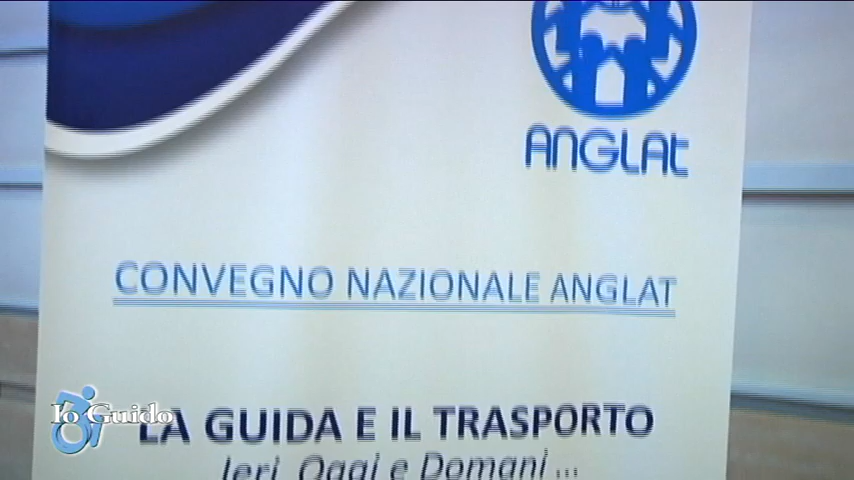 ANGLAt
CONVEGNO NAZIONALE ANGLAT
LA GUIDA E IL TRASPORTO
Ieri, Oggi e Domani ...
Io Guido